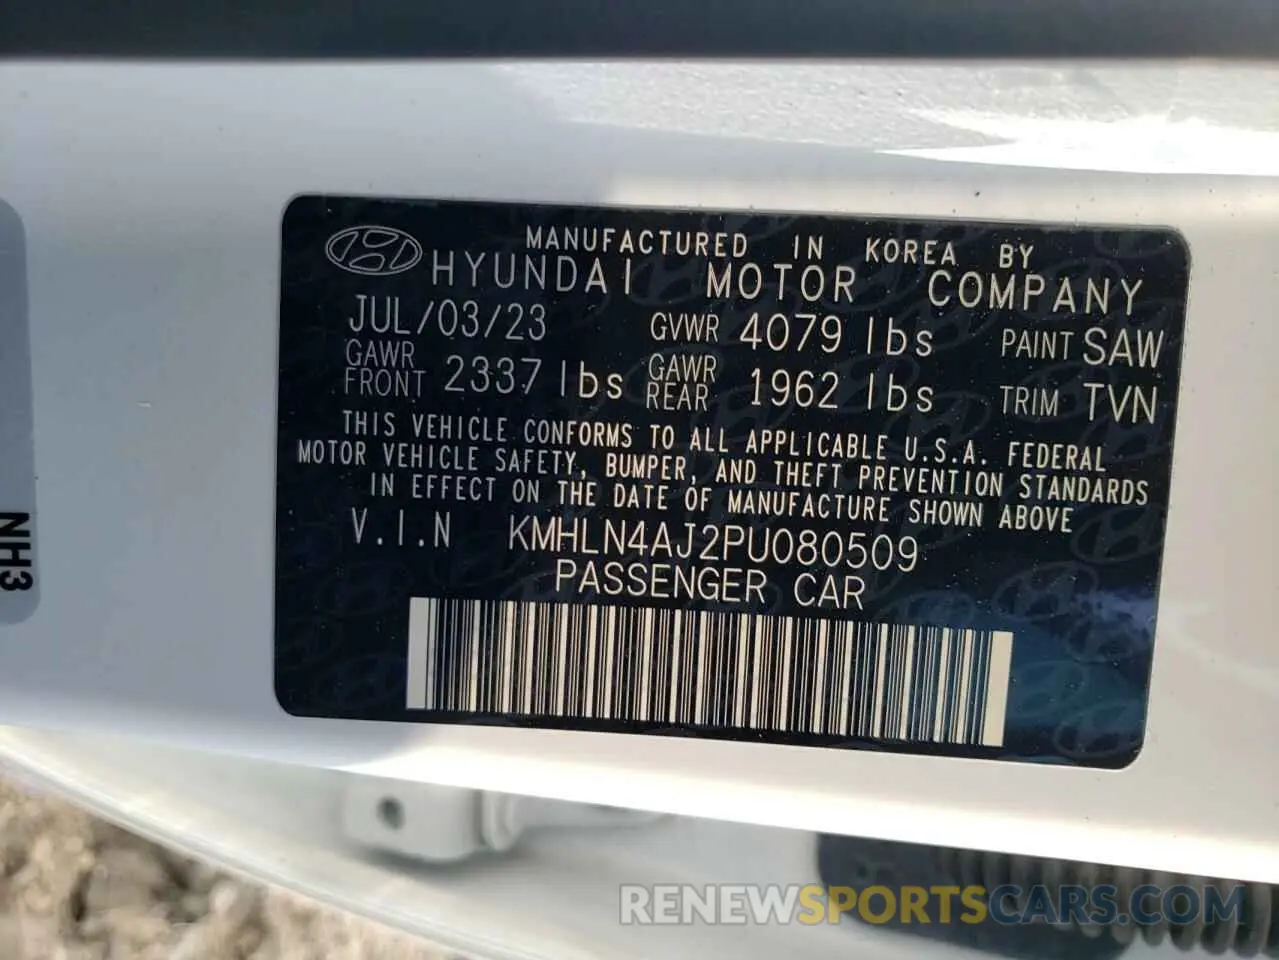 MANUFACTURED IN KOREA BY
HYUNDAI MOTOR COMPANY
JUL/03/23 GVWR 4079 lbs PAINT SAW
GAWR FRONT 2337 lbs GAWR REAR 1962 lbs TRIM TVN
THIS VEHICLE CONFORMS TO ALL APPLICABLE U.S.A. FEDERAL
MOTOR VEHICLE SAFETY, BUMPER, AND THEFT PREVENTION STANDARDS
IN EFFECT ON THE DATE OF MANUFACTURE SHOWN ABOVE
V.I.N KMHLN4AJ2PU080509
PASSENGER CAR
NH3
RENEWSPORTSCARS.COM